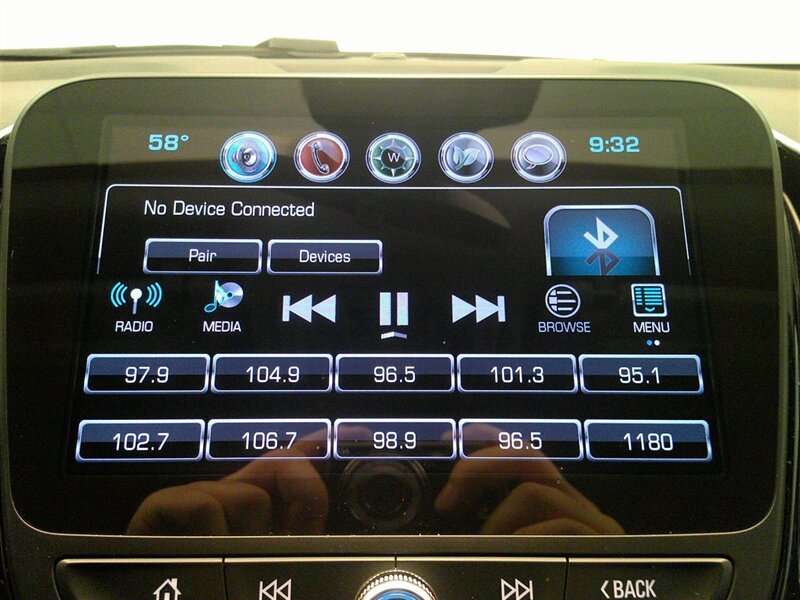 58° W 9:32
No Device Connected
Pair Devices
RADIO MEDIA BROWSE MENU
97.9 104.9 96.5 101.3 95.1
102.7 106.7 98.9 96.5 1180
BACK